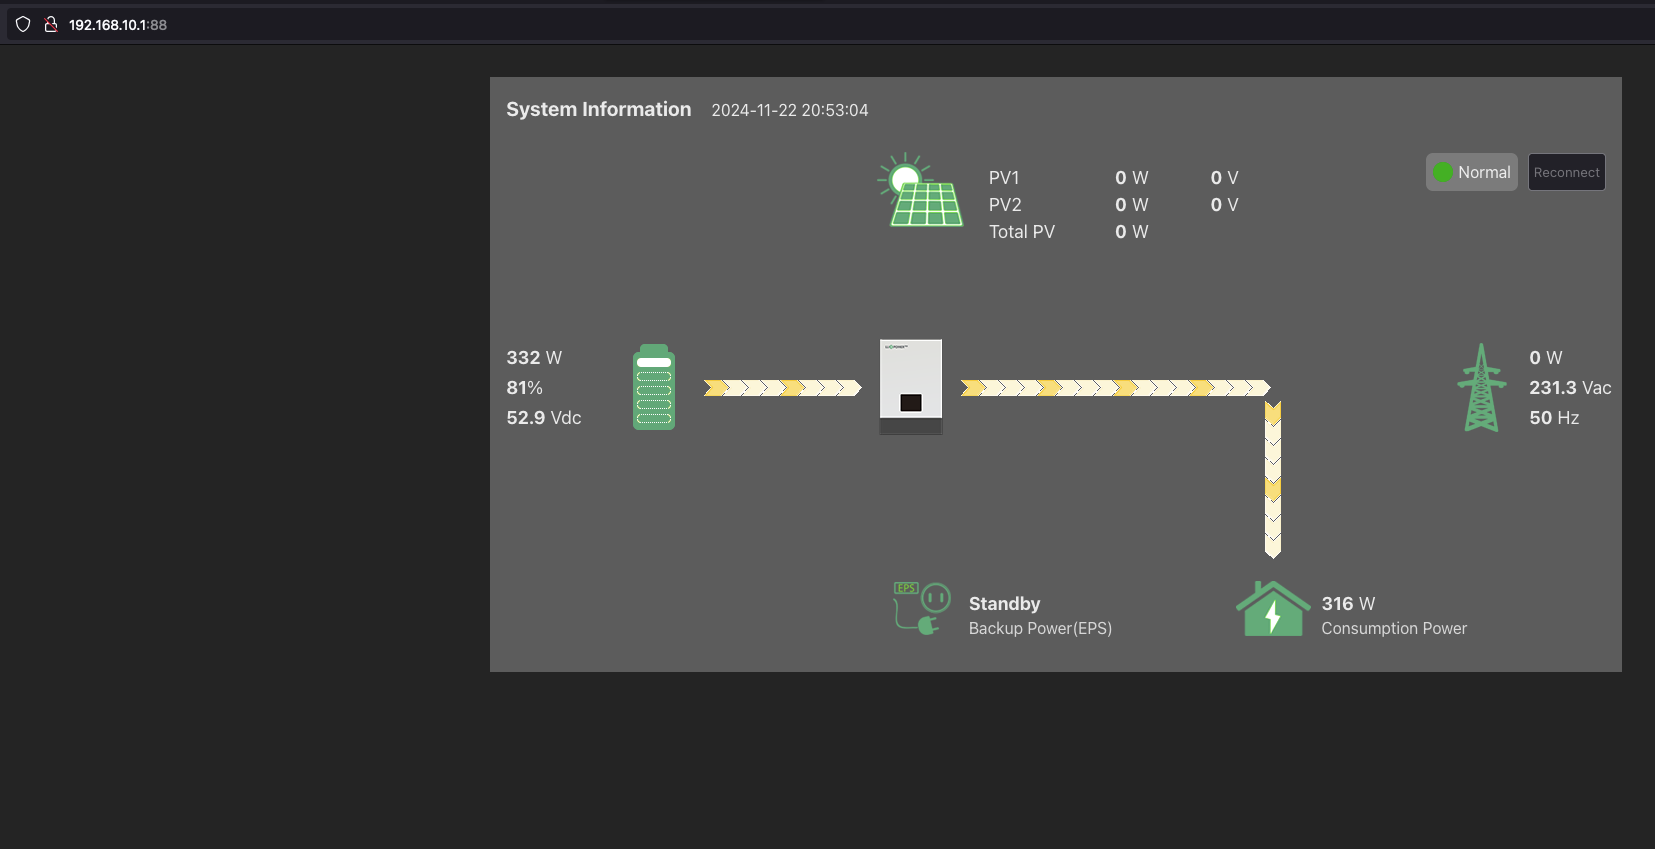 192.168.10.1:88
System Information 2024-11-22 20:53:04
PV1 0 W 0 V
PV2 0 W 0 V
Total PV 0 W
Normal
Reconnect
332 W
81%
52.9 Vdc
0 W
231.3 Vac
50 Hz
EPS
Standby
Backup Power(EPS)
316 W
Consumption Power